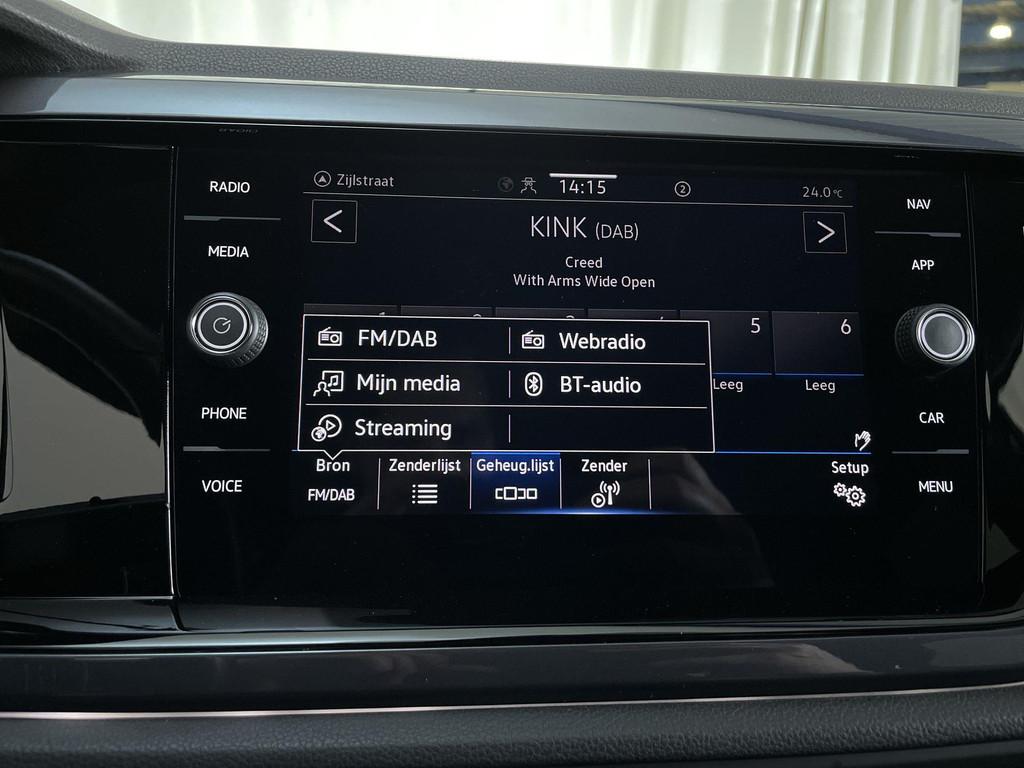 RADIO
MEDIA
PHONE
VOICE
Zijlstraat
14:15
2
24.0 °C
< KINK (DAB) >
Creed
With Arms Wide Open
5
6
Leeg
Leeg
FM/DAB
Webradio
Mijn media
BT-audio
Streaming
Bron
FM/DAB
Zenderlijst
Geheug.lijst
Zender
Setup
NAV
APP
CAR
MENU